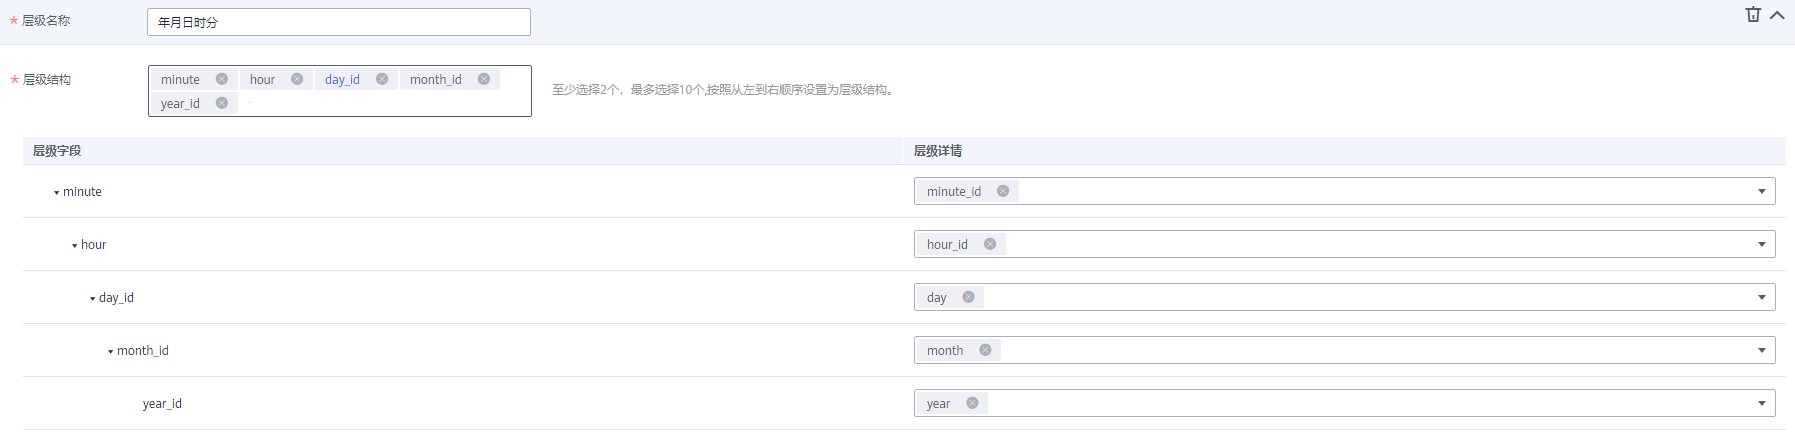 * 层级名称 年月日时分
* 层级结构 minute hour day_id month_id
year_id
至少选择2个，最多选择10个,按照从左到右顺序设置为层级结构。
层级字段 层级详情
minute minute_id
hour hour_id
day_id day
month_id month
year_id year